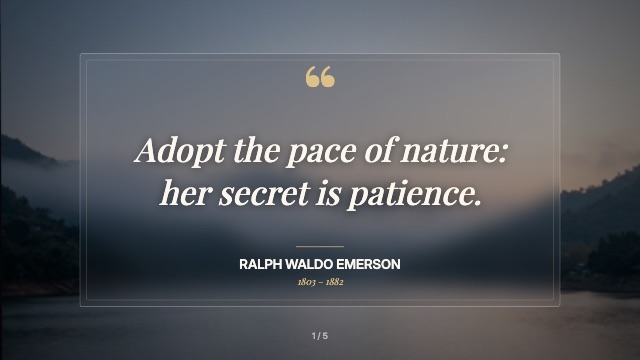 ❝
Adopt the pace of nature:
her secret is patience.
RALPH WALDO EMERSON
1803 – 1882
1 / 5